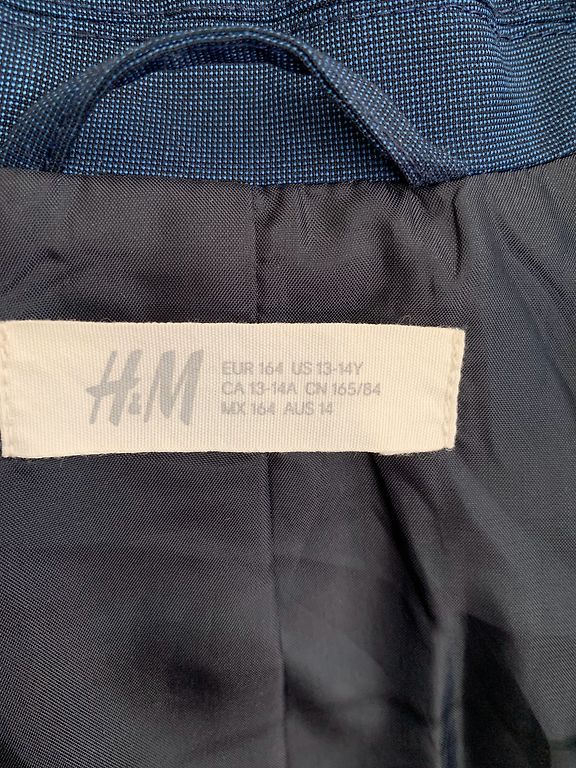 H&M
EUR 164 US 13-14Y
CA 13-14A CN 165/84
MX 164 AUS 14